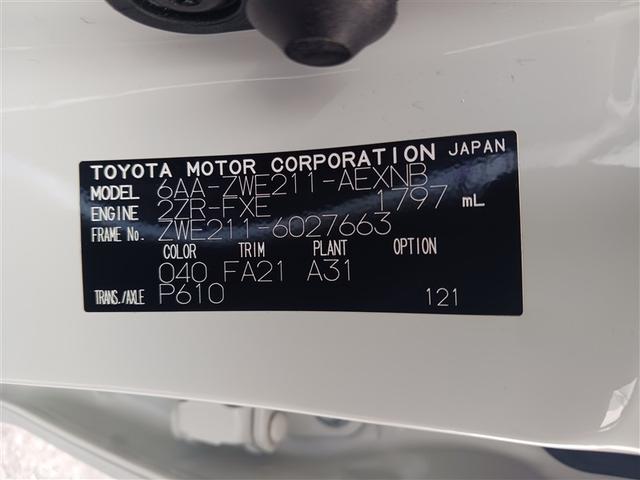 TOYOTA MOTOR CORPORATION JAPAN
MODEL 6AA-ZWE211-AEXNB
ENGINE 2ZR-FXE 1797 mL
FRAME No. ZWE211-6027663
COLOR TRIM PLANT OPTION
040 FA21 A31
TRANS./AXLE P610 121